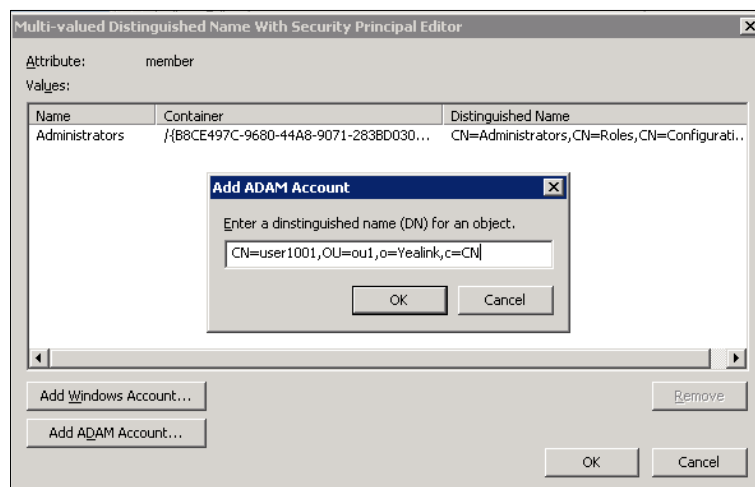 Multi-valued Distinguished Name With Security Principal Editor
Attribute: member
Values:
Name Container Distinguished Name
Administrators /{B8CE497C-9680-44A8-9071-283BD030... CN=Administrators,CN=Roles,CN=Configurati..
Add ADAM Account
Enter a dinstinguished name (DN) for an object.
CN=user1001,OU=ou1,o=Yealink,c=CN
OK Cancel
Add Windows Account... Remove
Add ADAM Account...
OK Cancel